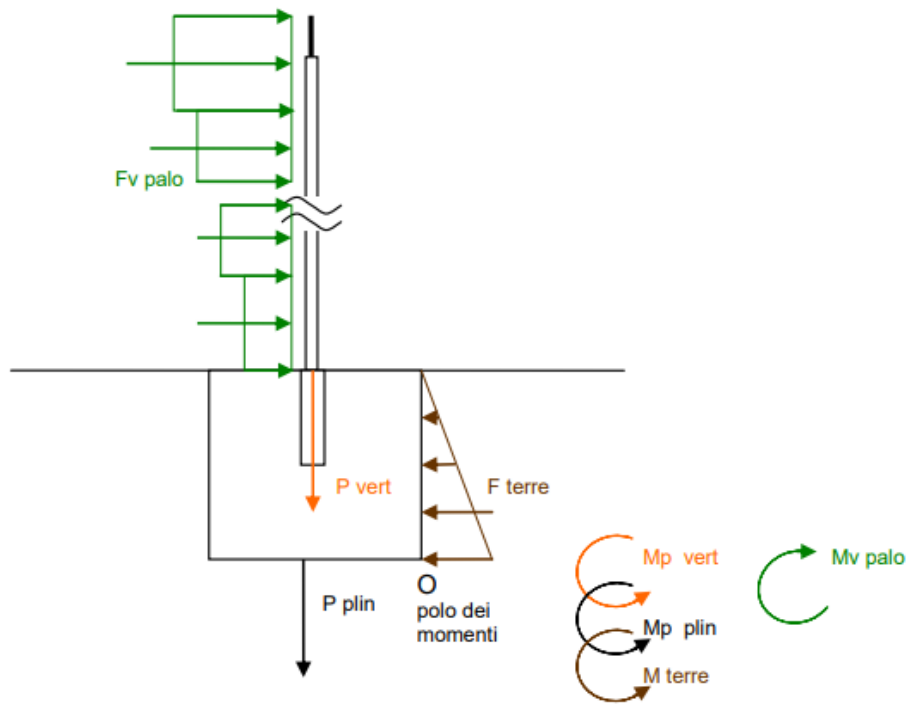 Fv palo
P vert
F terre
P plin
O
polo dei
momenti
Mp vert
Mp plin
M terre
Mv palo